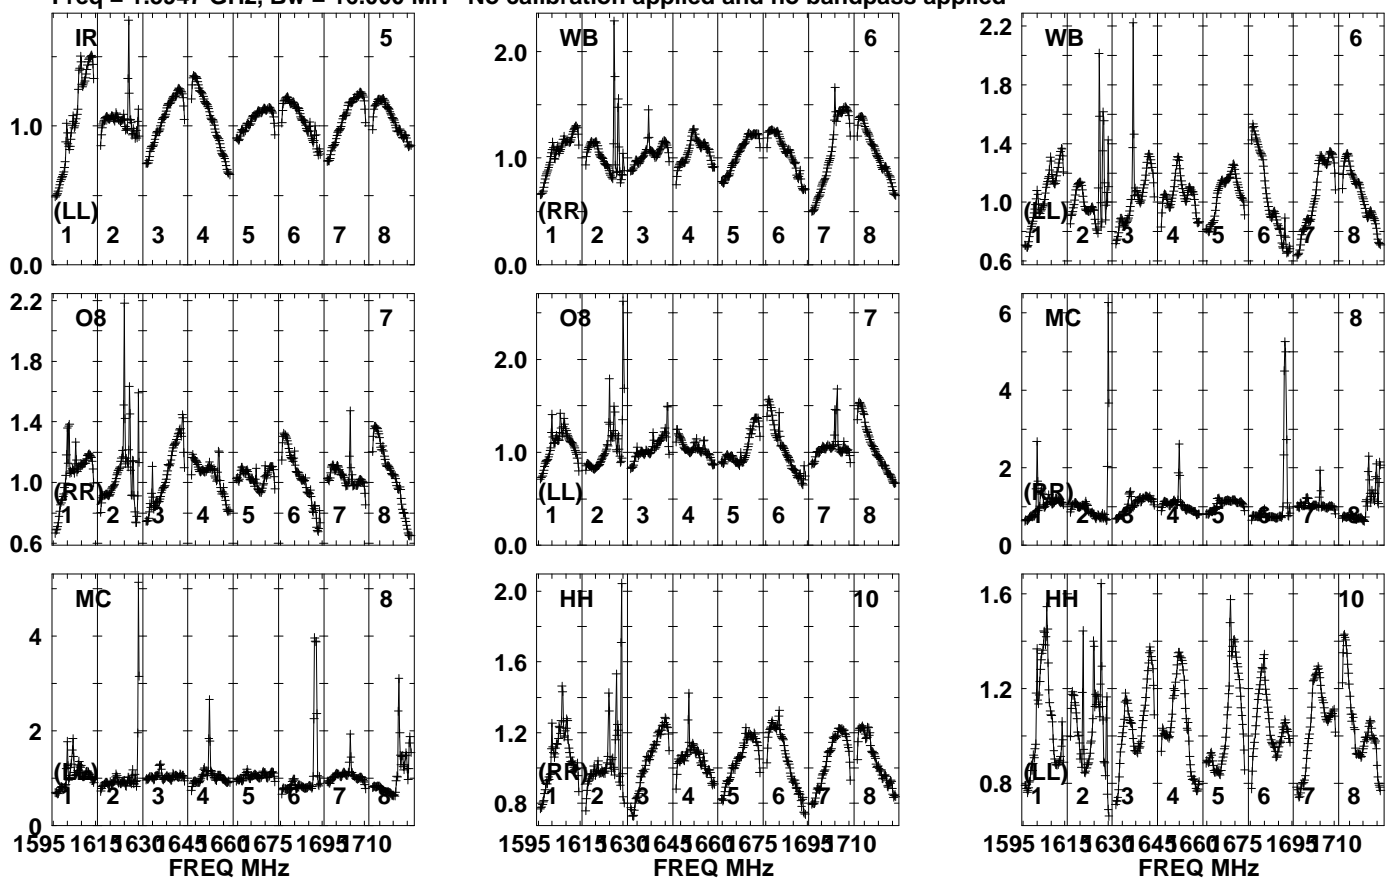 Freq = 1.5947 GHz, Bw = 16.000 MH No calibration applied and no bandpass applied
IR 5 WB 6 WB 6
1.0 2.0 2.2
1.0 1.8
0.0 0.0 1.4
1.0
0.6
(LL) (RR) (LL)
1 2 3 4 5 6 7 8 1 2 3 4 5 6 7 8 1 2 3 4 5 6 7 8
O8 7 O8 7 MC 8
2.2 2.0 6
1.8 1.0 4
1.4 0.0 2
1.0 0
0.6
(RR) (LL) (RR)
1 2 3 4 5 6 7 8 1 2 3 4 5 6 7 8 1 2 3 4 5 6 7 8
MC 8 HH 10 HH 10
4 2.0 1.6
2 1.6 1.2
0 1.2 0.8
0.8
(LL) (RR) (LL)
1 2 3 4 5 6 7 8 1 2 3 4 5 6 7 8 1 2 3 4 5 6 7 8
1595 1615 1630 1645 1660 1675 1695 1710 1595 1615 1630 1645 1660 1675 1695 1710 1595 1615 1630 1645 1660 1675 1695 1710
FREQ MHz FREQ MHz FREQ MHz